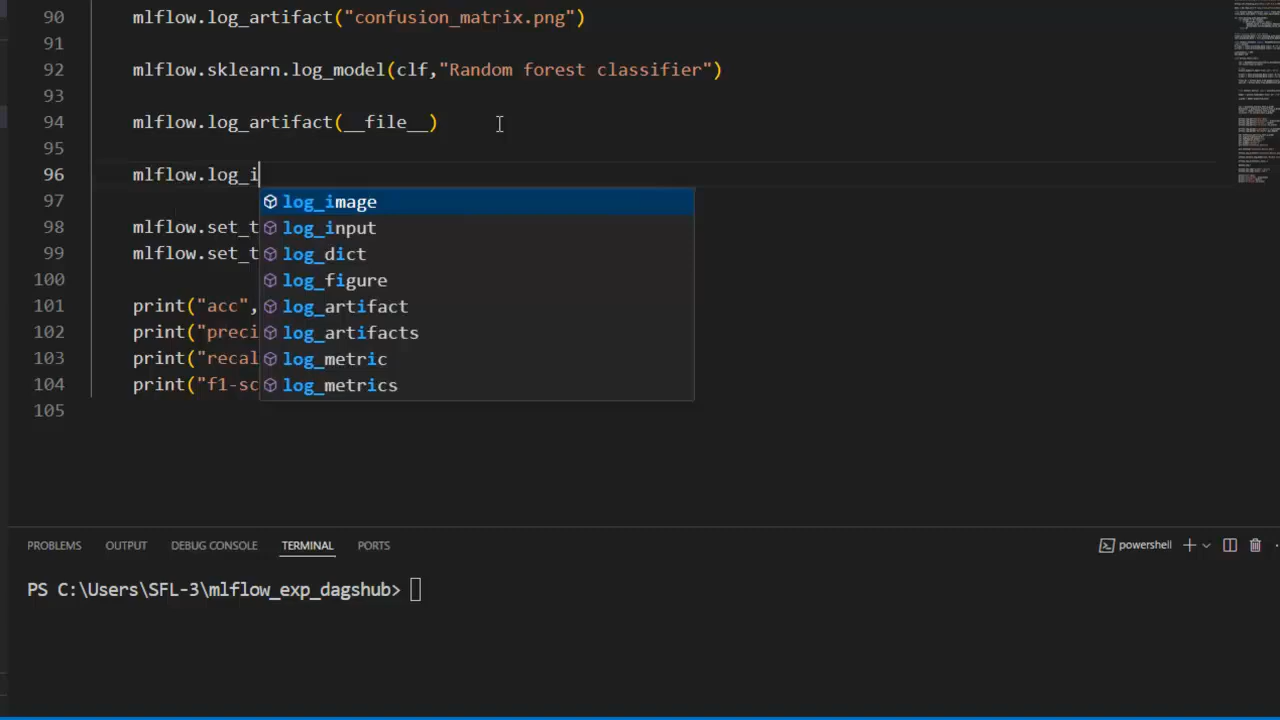 90 mlflow.log_artifact("confusion_matrix.png")
91
92 mlflow.sklearn.log_model(clf,"Random forest classifier")
93
94 mlflow.log_artifact(__file__)
95
96 mlflow.log_i
log_image
97
log_input
98 mlflow.set_t
log_dict
99 mlflow.set_t
log_figure
100
log_artifact
101 print("acc",
log_artifacts
102 print("preci
log_metric
103 print("recal
log_metrics
104 print("f1-sc
105
PROBLEMS OUTPUT DEBUG CONSOLE TERMINAL PORTS powershell
PS C:\Users\SFL-3\mlflow_exp_dagshub>